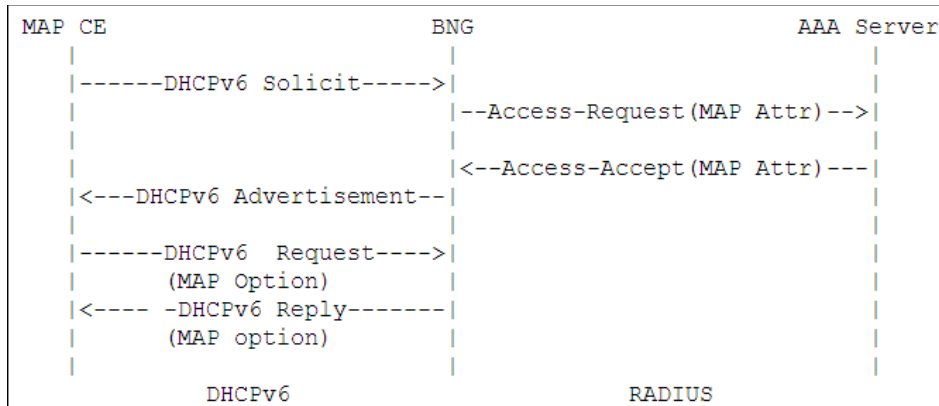 MAP CE                         BNG                          AAA Server
|------DHCPv6 Solicit----->|
|--Access-Request(MAP Attr)-->|
|<--Access-Accept(MAP Attr)---|
|<---DHCPv6 Advertisement--|
|------DHCPv6  Request---->|
(MAP Option)
|<---- -DHCPv6 Reply-------|
(MAP option)
DHCPv6                         RADIUS